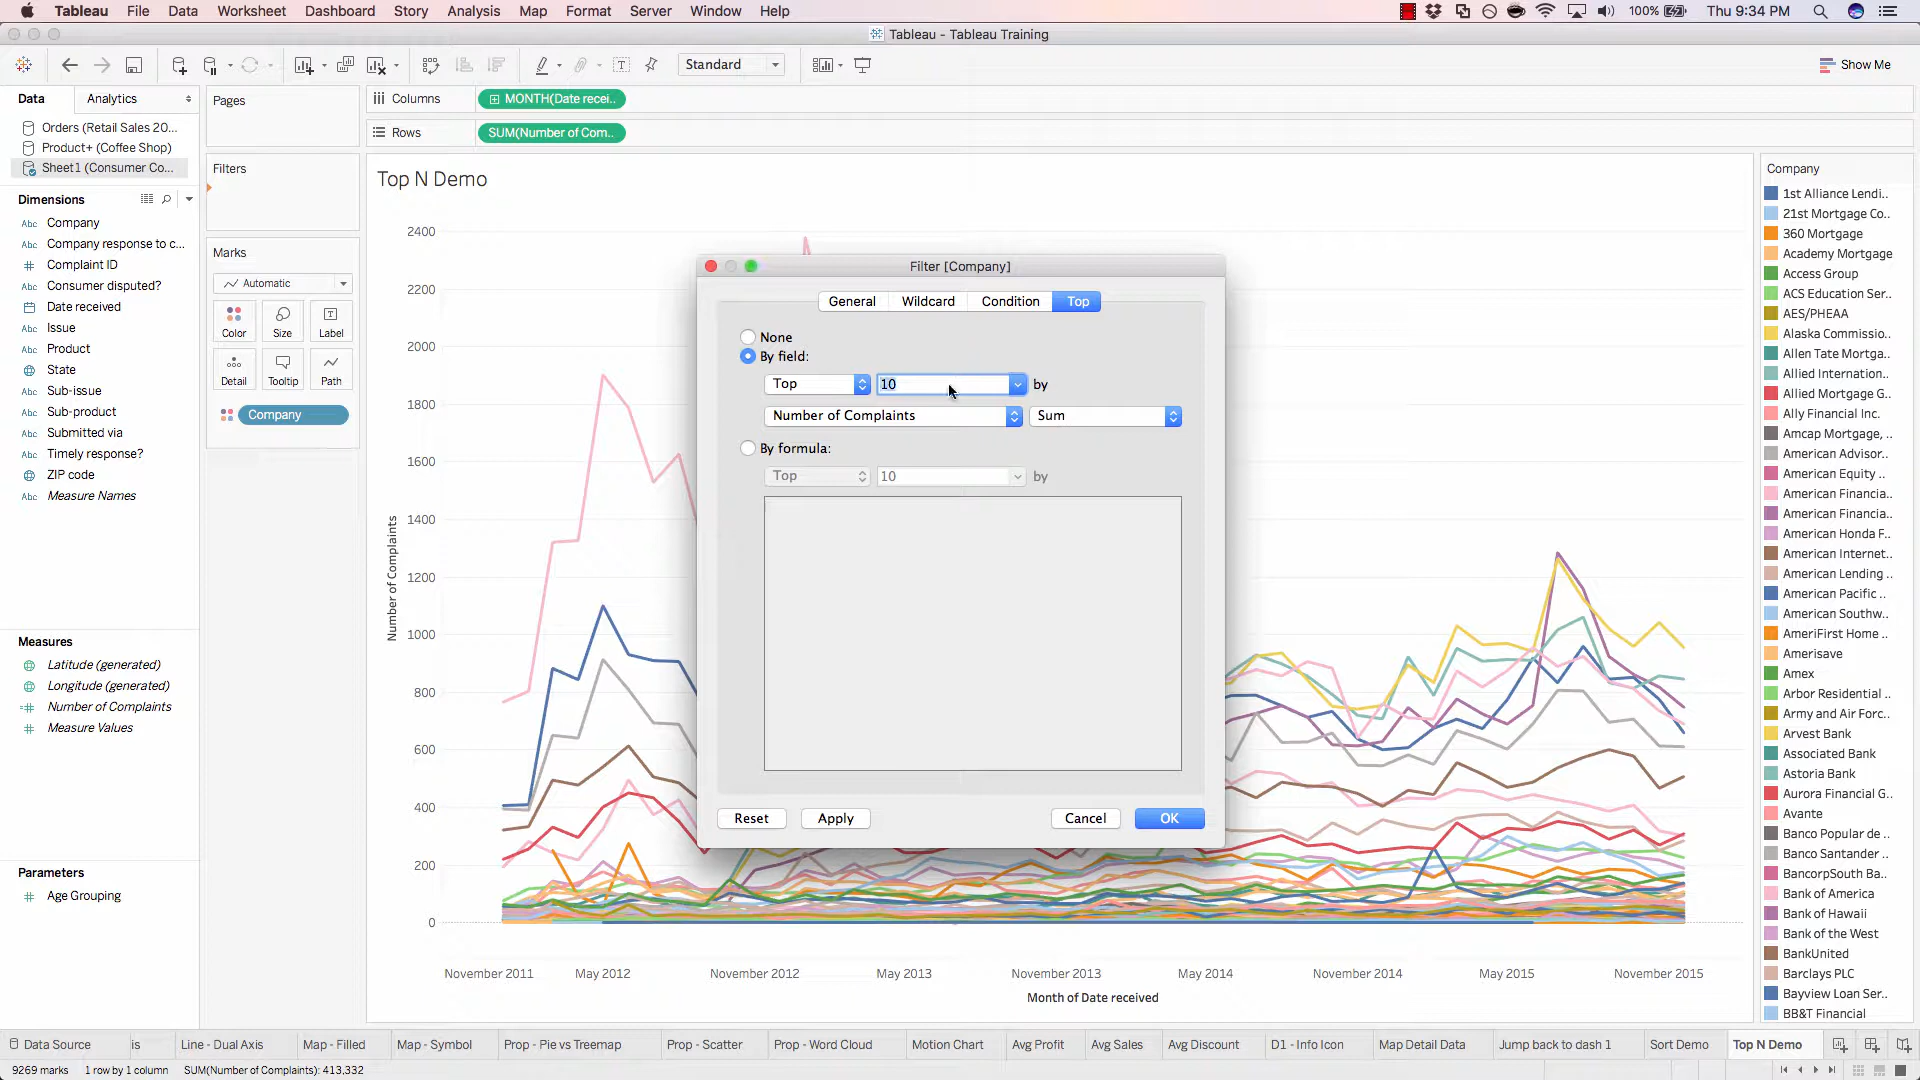 Tableau File Data Worksheet Dashboard Story Analysis Map Format Server Window Help 100% Thu 9:34 PM
Tableau - Tableau Training
Standard Show Me
Data Analytics
Orders (Retail Sales 20...
Product+ (Coffee Shop)
Sheet1 (Consumer Co...
Dimensions
Abc Company
Abc Company response to c...
# Complaint ID
Abc Consumer disputed?
Date received
Abc Issue
Abc Product
State
Abc Sub-issue
Abc Sub-product
Abc Submitted via
Abc Timely response?
ZIP code
Abc Measure Names
Measures
Latitude (generated)
Longitude (generated)
=# Number of Complaints
# Measure Values
Parameters
# Age Grouping
Pages
Filters
Marks
Automatic
Color Size Label
Detail Tooltip Path
Company
Columns MONTH(Date recei..
Rows SUM(Number of Com..
Top N Demo
2400
2200
2000
1800
1600
1400
1200
1000
800
600
400
200
0
Number of Complaints
November 2011 May 2012 November 2012 May 2013 November 2013 May 2014 November 2014 May 2015 November 2015
Month of Date received
Filter [Company]
General Wildcard Condition Top
None
By field:
Top 10 by
Number of Complaints Sum
By formula:
Top 10 by
Reset Apply Cancel OK
Company
1st Alliance Lendi..
21st Mortgage Co..
360 Mortgage
Academy Mortgage
Access Group
ACS Education Ser..
AES/PHEAA
Alaska Commissio..
Allen Tate Mortga..
Allied Internation..
Allied Mortgage G..
Ally Financial Inc.
Amcap Mortgage, ..
American Advisor..
American Equity ..
American Financia..
American Financia..
American Honda F..
American Internet..
American Lending ..
American Pacific ..
American Southw..
AmeriFirst Home ..
Amerisave
Amex
Arbor Residential ..
Army and Air Forc..
Arvest Bank
Associated Bank
Astoria Bank
Aurora Financial G..
Avante
Banco Popular de ..
Banco Santander ..
BancorpSouth Ba..
Bank of America
Bank of Hawaii
Bank of the West
BankUnited
Barclays PLC
Bayview Loan Ser..
BB&T Financial
Data Source is Line - Dual Axis Map - Filled Map - Symbol Prop - Pie vs Treemap Prop - Scatter Prop - Word Cloud Motion Chart Avg Profit Avg Sales Avg Discount D1 - Info Icon Map Detail Data Jump back to dash 1 Sort Demo Top N Demo
9269 marks 1 row by 1 column SUM(Number of Complaints): 413,332